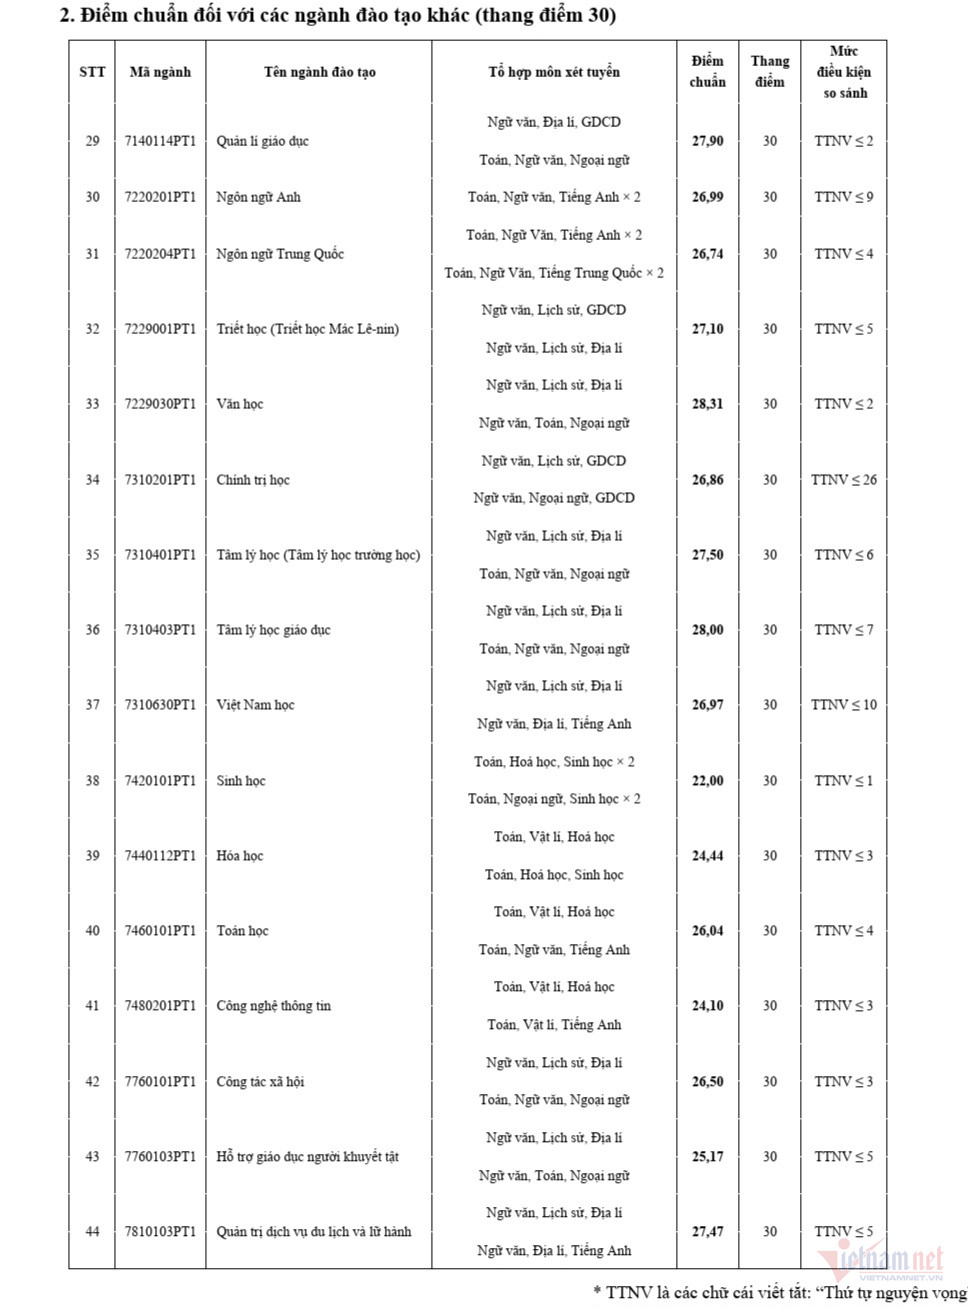 2. Điểm chuẩn đối với các ngành đào tạo khác (thang điểm 30)
STT Mã ngành Tên ngành đào tạo Tổ hợp môn xét tuyển Điểm chuẩn Thang điểm Mức điều kiện so sánh
29 7140114PT1 Quản lí giáo dục Ngữ văn, Địa lí, GDCD 27,90 30 TTNV ≤ 2
Toán, Ngữ văn, Ngoại ngữ
30 7220201PT1 Ngôn ngữ Anh Toán, Ngữ văn, Tiếng Anh × 2 26,99 30 TTNV ≤ 9
31 7220204PT1 Ngôn ngữ Trung Quốc Toán, Ngữ Văn, Tiếng Anh × 2 26,74 30 TTNV ≤ 4
Toán, Ngữ Văn, Tiếng Trung Quốc × 2
32 7229001PT1 Triết học (Triết học Mác Lê-nin) Ngữ văn, Lịch sử, GDCD 27,10 30 TTNV ≤ 5
Ngữ văn, Lịch sử, Địa lí
33 7229030PT1 Văn học Ngữ văn, Lịch sử, Địa lí 28,31 30 TTNV ≤ 2
Ngữ văn, Toán, Ngoại ngữ
34 7310201PT1 Chính trị học Ngữ văn, Lịch sử, GDCD 26,86 30 TTNV ≤ 26
Ngữ văn, Ngoại ngữ, GDCD
35 7310401PT1 Tâm lý học (Tâm lý học trường học) Ngữ văn, Lịch sử, Địa lí 27,50 30 TTNV ≤ 6
Toán, Ngữ văn, Ngoại ngữ
36 7310403PT1 Tâm lý học giáo dục Ngữ văn, Lịch sử, Địa lí 28,00 30 TTNV ≤ 7
Toán, Ngữ văn, Ngoại ngữ
37 7310630PT1 Việt Nam học Ngữ văn, Lịch sử, Địa lí 26,97 30 TTNV ≤ 10
Ngữ văn, Địa lí, Tiếng Anh
38 7420101PT1 Sinh học Toán, Hoá học, Sinh học × 2 22,00 30 TTNV ≤ 1
Toán, Ngoại ngữ, Sinh học × 2
39 7440112PT1 Hóa học Toán, Vật lí, Hoá học 24,44 30 TTNV ≤ 3
Toán, Hoá học, Sinh học
40 7460101PT1 Toán học Toán, Vật lí, Hoá học 26,04 30 TTNV ≤ 4
Toán, Ngữ văn, Tiếng Anh
41 7480201PT1 Công nghệ thông tin Toán, Vật lí, Hoá học 24,10 30 TTNV ≤ 3
Toán, Vật lí, Tiếng Anh
42 7760101PT1 Công tác xã hội Ngữ văn, Lịch sử, Địa lí 26,50 30 TTNV ≤ 3
Toán, Ngữ văn, Ngoại ngữ
43 7760103PT1 Hỗ trợ giáo dục người khuyết tật Ngữ văn, Lịch sử, Địa lí 25,17 30 TTNV ≤ 5
Ngữ văn, Toán, Ngoại ngữ
44 7810103PT1 Quản trị dịch vụ du lịch và lữ hành Ngữ văn, Lịch sử, Địa lí 27,47 30 TTNV ≤ 5
Ngữ văn, Địa lí, Tiếng Anh
vietnamnet
VIETNAMNET.VN
* TTNV là các chữ cái viết tắt: “Thứ tự nguyện vọng